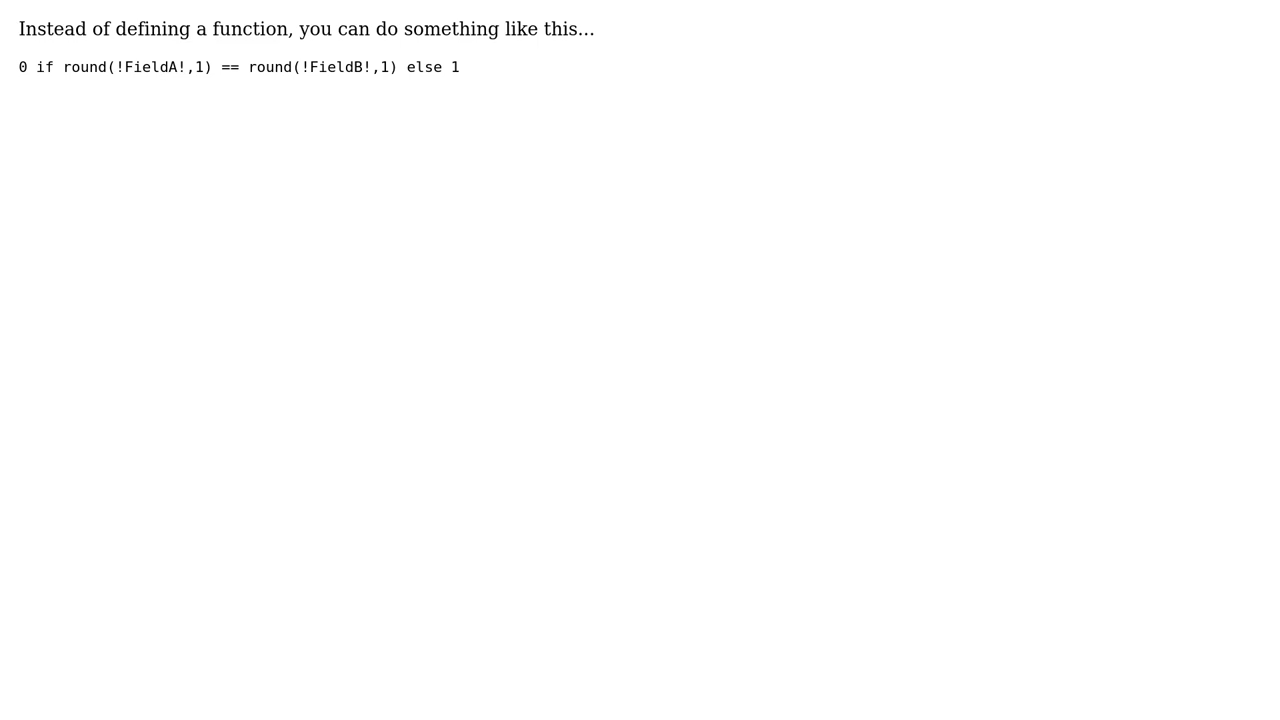 Instead of defining a function, you can do something like this...
0 if round(!FieldA!,1) == round(!FieldB!,1) else 1